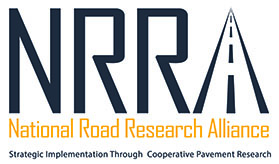 NRRA
National Road Research Alliance
Strategic Implementation Through Cooperative Pavement Research